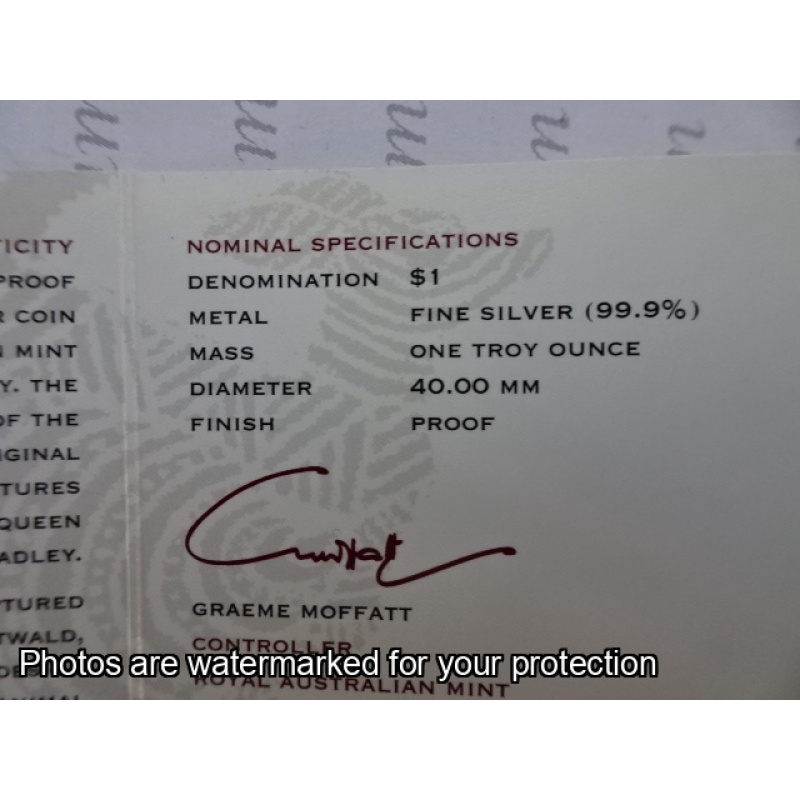 NOMINAL SPECIFICATIONS
DENOMINATION $1
METAL FINE SILVER (99.9%)
MASS ONE TROY OUNCE
DIAMETER 40.00 MM
FINISH PROOF
GRAEME MOFFATT
CONTROLLER
ROYAL AUSTRALIAN MINT
ICITY
PROOF
COIN
MINT
Y. THE
OF THE
GINAL
TURES
QUEEN
ADLEY.
TURED
TWALD,
Photos are watermarked for your protection